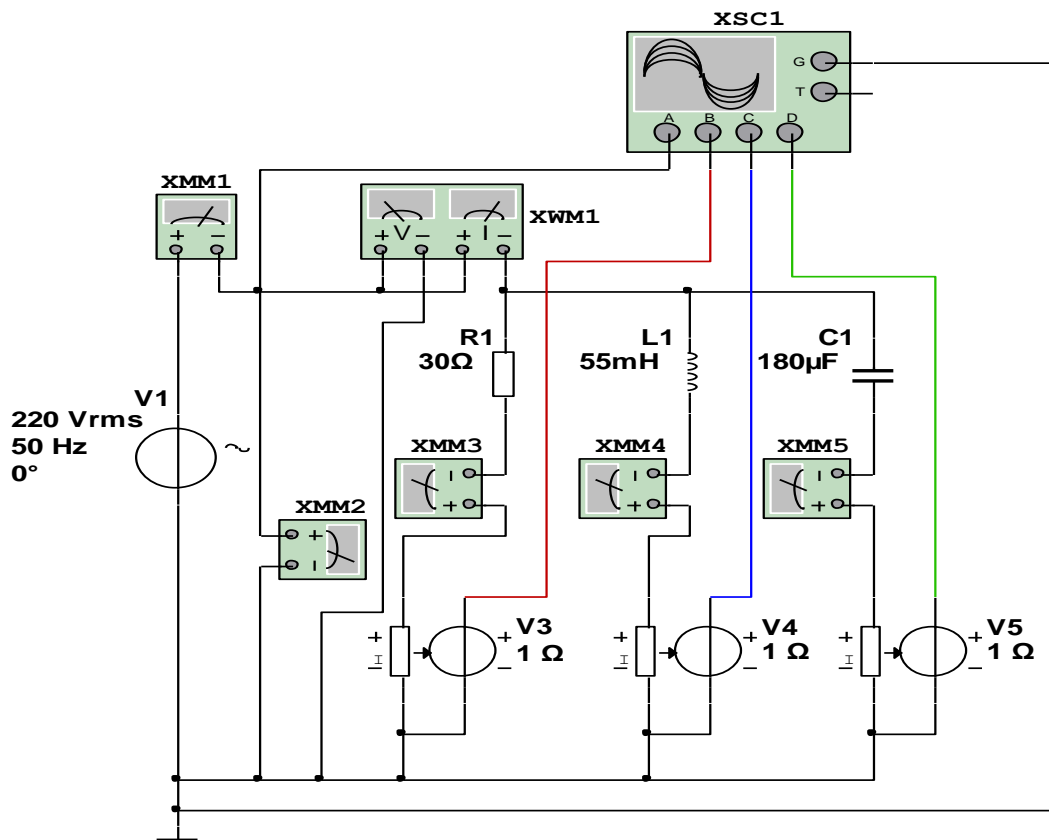 XSC1
G
T
A B C D
XMM1
XWM1
+ − + V − + I −
R1
30Ω
L1
55mH
C1
180µF
V1
220 Vrms
50 Hz
0°
XMM3
XMM4
XMM5
XMM2
V3
1 Ω
V4
1 Ω
V5
1 Ω
+ I −
+ −
+ I −
+ −
+ I −
+ −